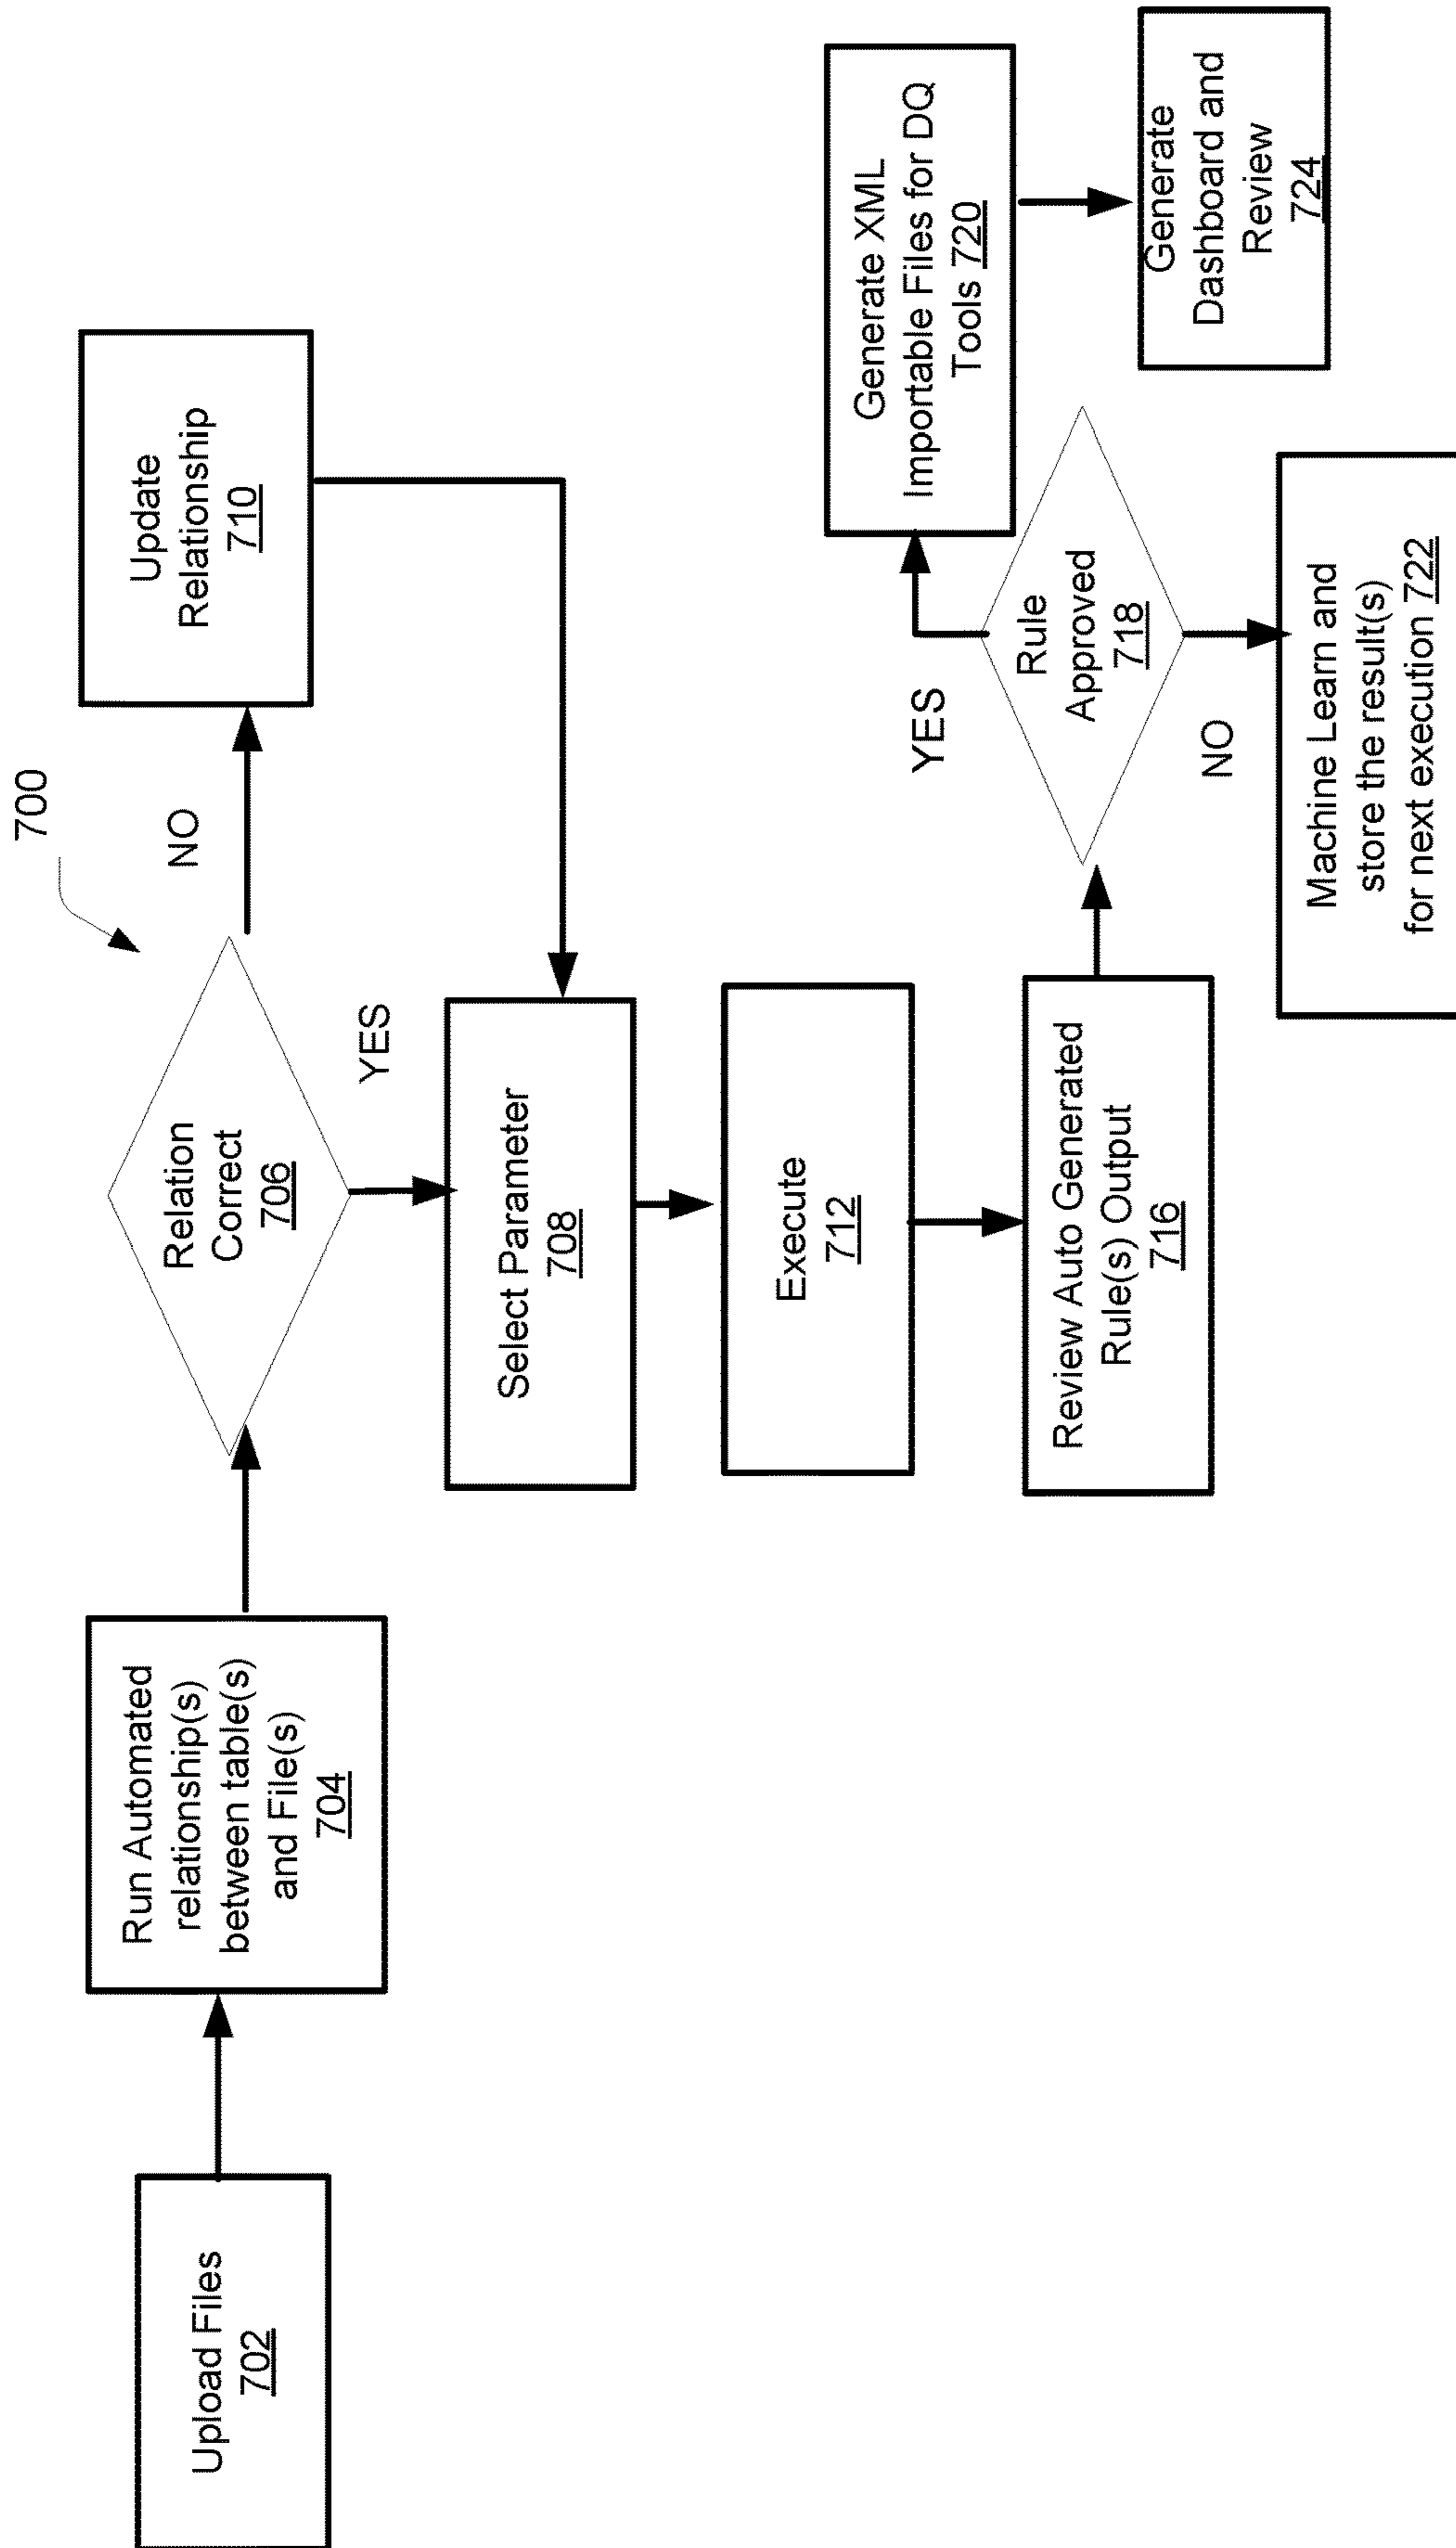 700
Upload Files
702
Run Automated
relationship(s)
between table(s)
and File(s)
704
Relation
Correct
706
NO
Update
Relationship
710
YES
Select Parameter
708
Execute
712
Review Auto Generated
Rule(s) Output
716
Rule
Approved
718
YES
Generate XML
Importable Files for DQ
Tools 720
Generate
Dashboard and
Review
724
NO
Machine Learn and
store the result(s)
for next execution 722